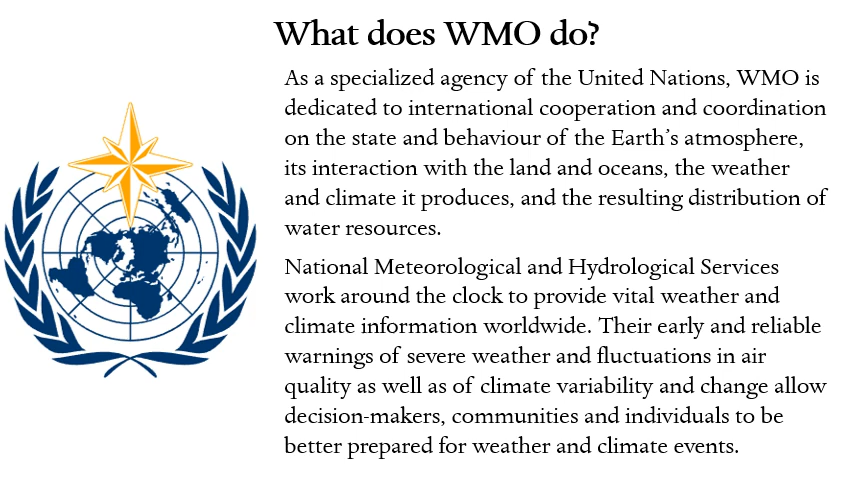 What does WMO do?
As a specialized agency of the United Nations, WMO is
dedicated to international cooperation and coordination
on the state and behaviour of the Earth's atmosphere,
its interaction with the land and oceans, the weather
and climate it produces, and the resulting distribution of
water resources.
National Meteorological and Hydrological Services
work around the clock to provide vital weather and
climate information worldwide. Their early and reliable
warnings of severe weather and fluctuations in air
quality as well as of climate variability and change allow
decision-makers, communities and individuals to be
better prepared for weather and climate events.